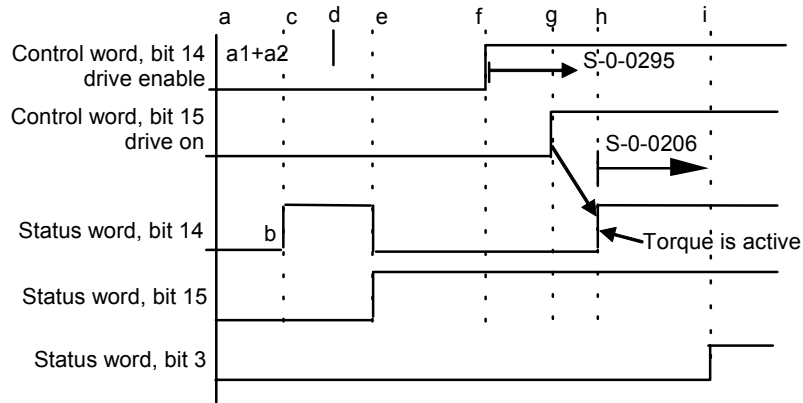 a c d e f g h i
Control word, bit 14
drive enable
a1+a2
S-0-0295
Control word, bit 15
drive on
S-0-0206
Status word, bit 14
b
Torque is active
Status word, bit 15
Status word, bit 3